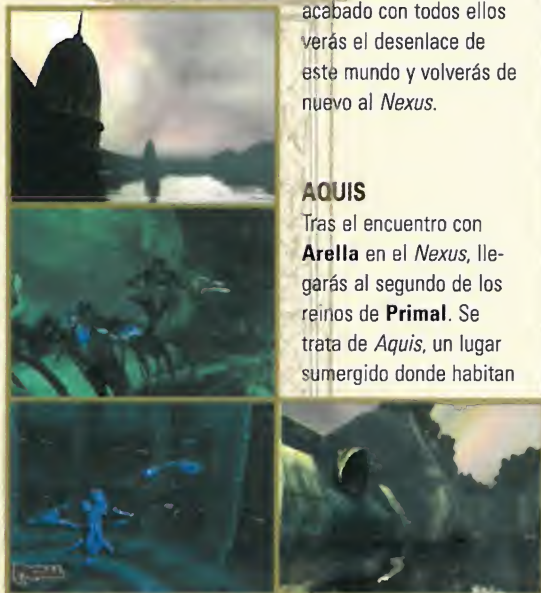 acabado con todos ellos
verás el desenlace de
este mundo y volverás de
nuevo al Nexus.
AQUIS
Tras el encuentro con
Arella en el Nexus, lle-
garás al segundo de los
reinos de Primal. Se
trata de Aquis, un lugar
sumergido donde habitan